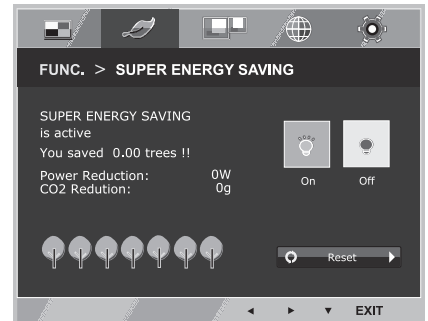 FUNC. > SUPER ENERGY SAVING
SUPER ENERGY SAVING
is active
You saved 0.00 trees !!
Power Reduction: 0W
CO2 Redution: 0g
On Off
Reset
EXIT